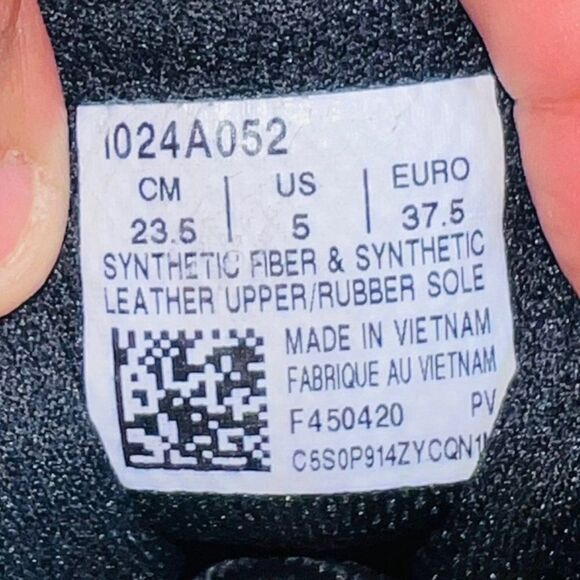 1024A052
CM | US | EURO
23.5 | 5 | 37.5
SYNTHETIC FIBER & SYNTHETIC
LEATHER UPPER/RUBBER SOLE
MADE IN VIETNAM
FABRIQUE AU VIETNAM
F450420 PV